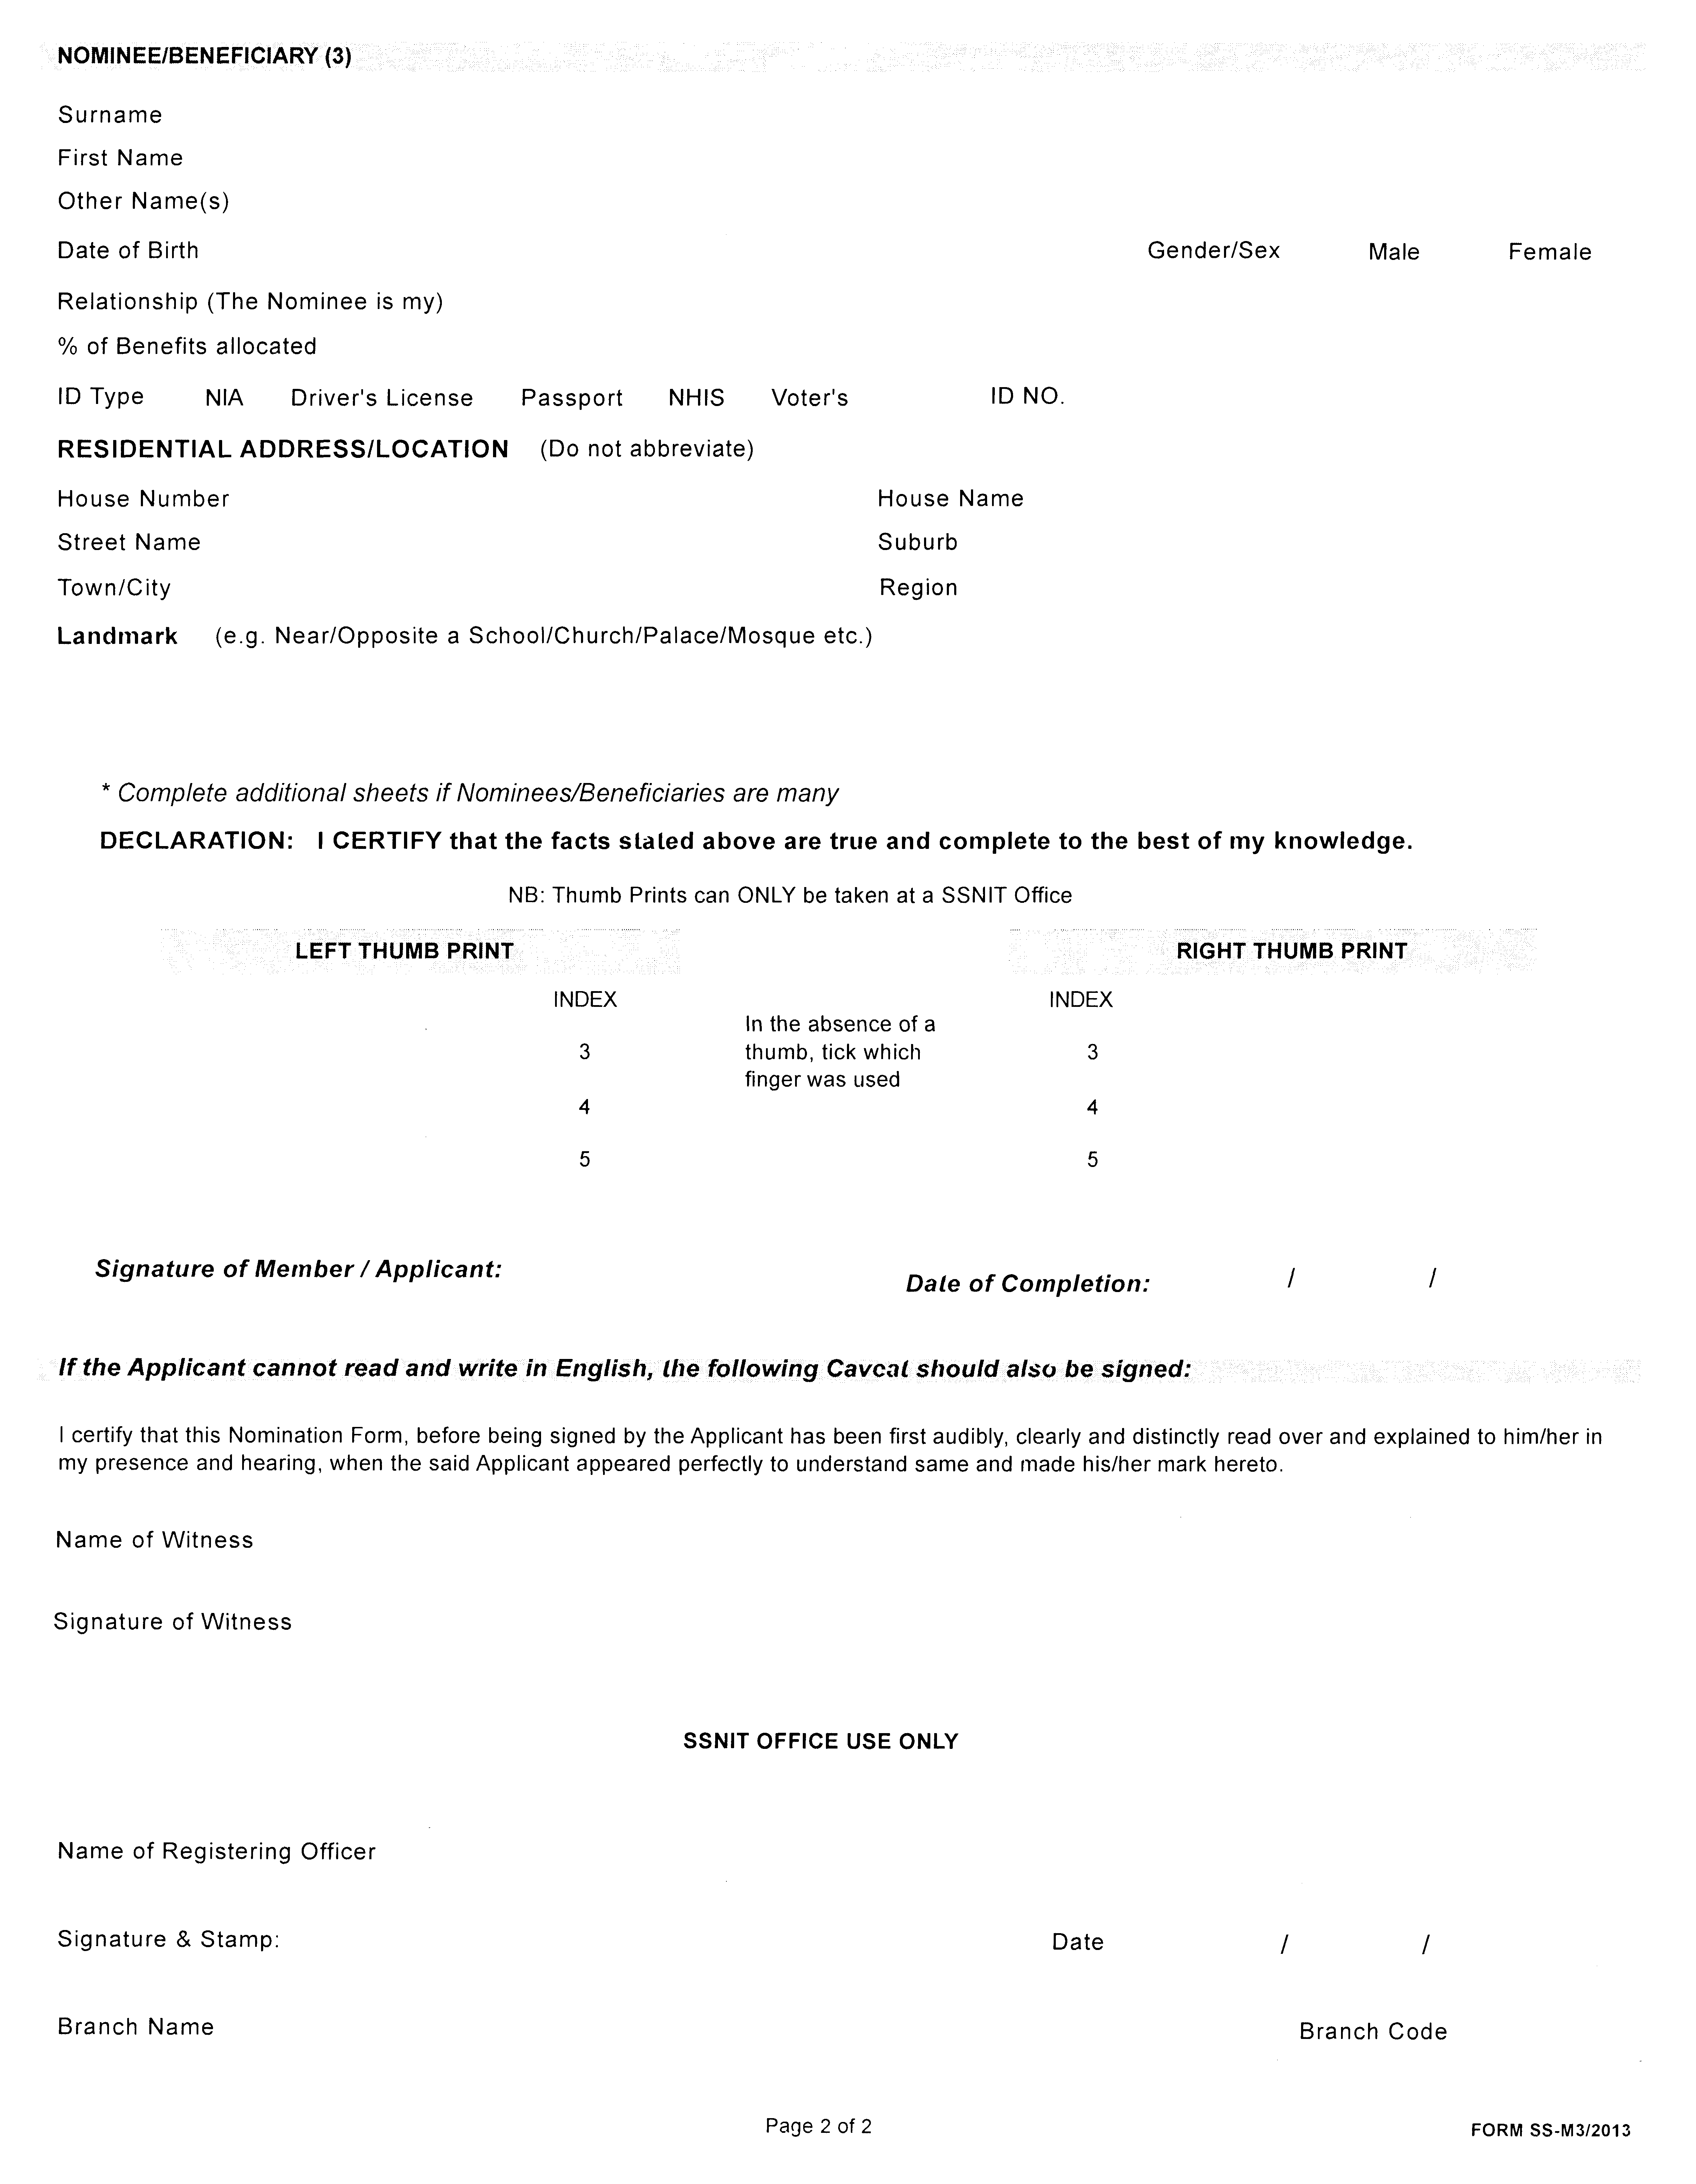 NOMINEE/BENEFICIARY (3)
Surname
First Name
Other Name(s)
Date of Birth Gender/Sex Male Female
Relationship (The Nominee is my)
% of Benefits allocated
ID Type NIA Driver's License Passport NHIS Voter's ID NO.
RESIDENTIAL ADDRESS/LOCATION (Do not abbreviate)
House Number House Name
Street Name Suburb
Town/City Region
Landmark (e.g. Near/Opposite a School/Church/Palace/Mosque etc.)
* Complete additional sheets if Nominees/Beneficiaries are many
DECLARATION: I CERTIFY that the facts stated above are true and complete to the best of my knowledge.
NB: Thumb Prints can ONLY be taken at a SSNIT Office
LEFT THUMB PRINT RIGHT THUMB PRINT
INDEX INDEX
In the absence of a
3 thumb, tick which 3
finger was used
4 4
5 5
Signature of Member / Applicant:
Date of Completion: / /
If the Applicant cannot read and write in English, the following Caveat should also be signed:
I certify that this Nomination Form, before being signed by the Applicant has been first audibly, clearly and distinctly read over and explained to him/her in
my presence and hearing, when the said Applicant appeared perfectly to understand same and made his/her mark hereto.
Name of Witness
Signature of Witness
SSNIT OFFICE USE ONLY
Name of Registering Officer
Signature & Stamp: Date / /
Branch Name Branch Code
Page 2 of 2 FORM SS-M3/2013